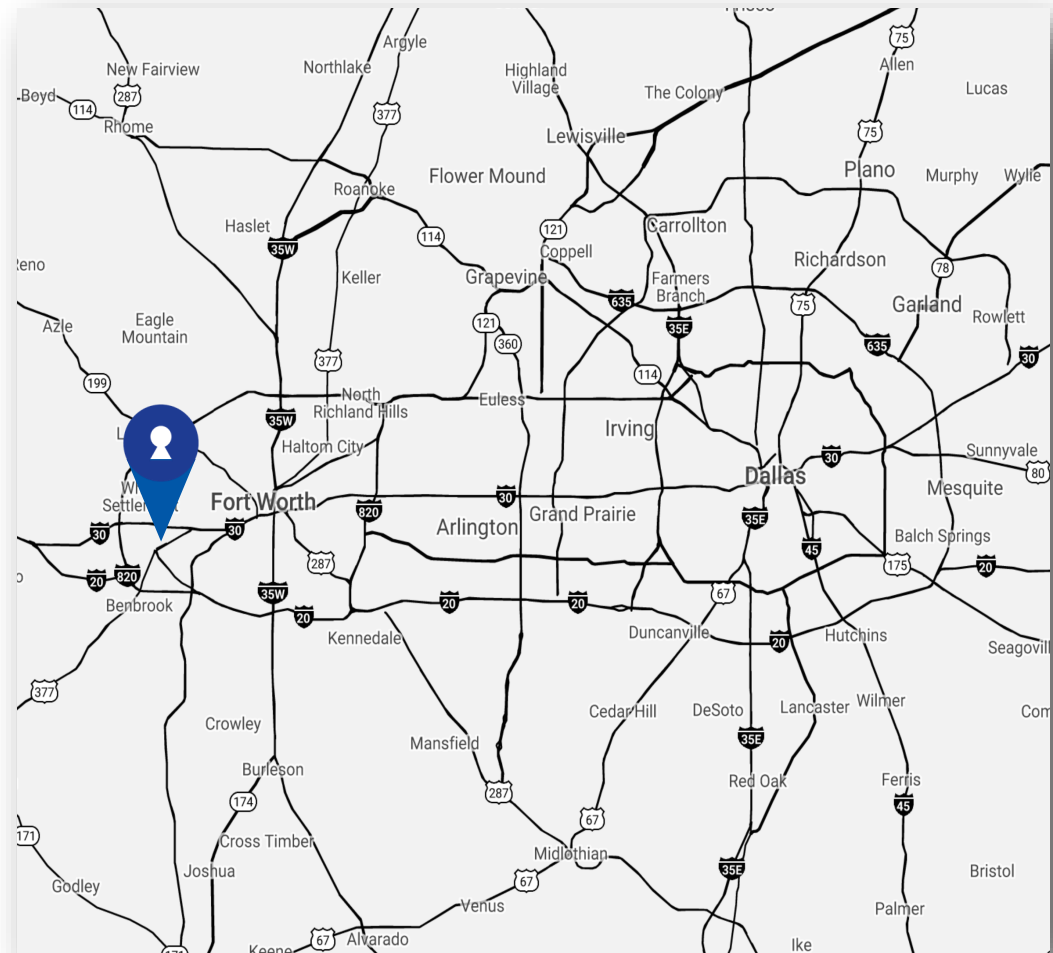 Argyle
75
New Fairview
Northlake
Highland
Village
Allen
287
The Colony
Lucas
Boyd
114
377
Rhome
75
Lewisville
Plano
Flower Mound
Murphy
Wylie
Roanoke
Haslet
121
Carrollton
114
35W
Coppell
Richardson
78
Keller
Grapevine
Farmers
Branch
635
75
Garland
Eagle
Mountain
Azle
121
35E
Rowlett
360
635
30
377
114
199
North
Richland Hills
Euless
35W
Irving
Haltom City
30
Sunnyvale
80
Dallas
Mesquite
Fort Worth
30
820
Grand Prairie
35E
Arlington
30
30
45
Balch Springs
287
175
20
20
820
35W
67
Benbrook
20
20
20
Kennedale
Duncanville
20
Hutchins
377
Cedar Hill
DeSoto
Lancaster
Wilmer
Crowley
Mansfield
35E
Burleson
Red Oak
Ferris
287
174
45
67
171
Cross Timber
Midlothian
Joshua
35E
Bristol
Godley
67
Venus
Palmer
67
Alvarado
Ike
Keene